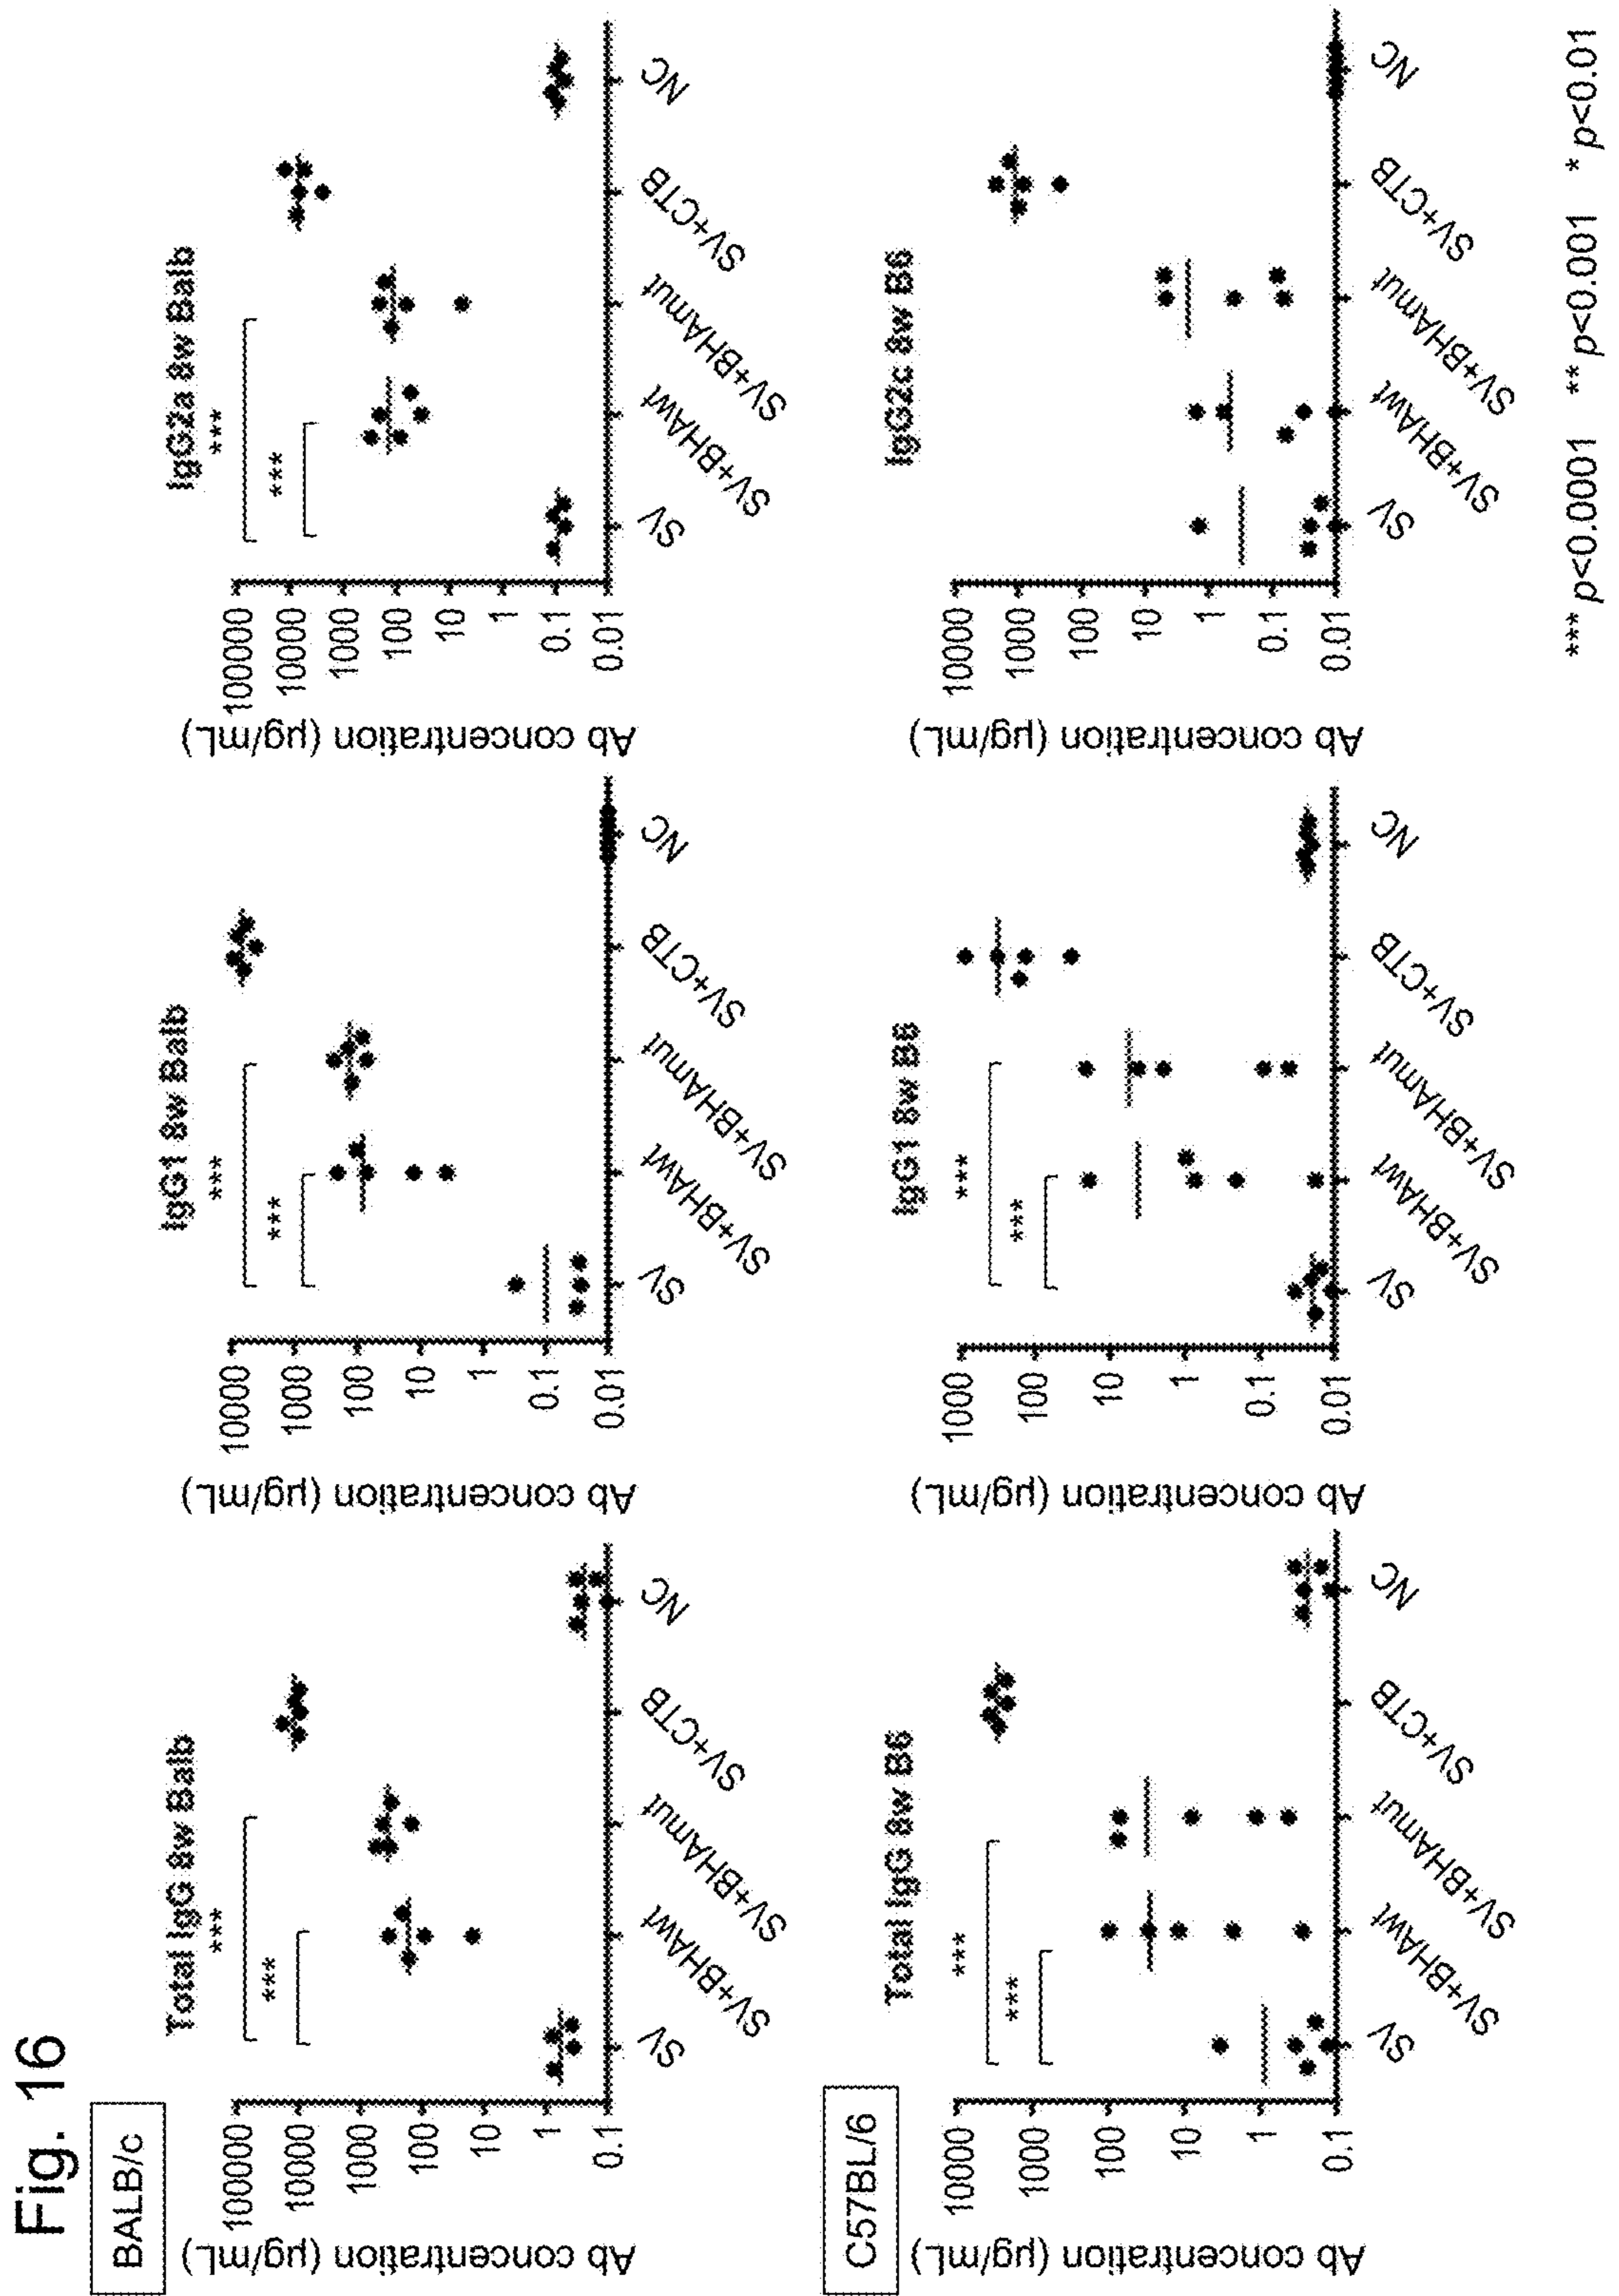 Fig. 16
BALB/c
Total IgG 8w Balb
***
***
Ab concentration (µg/mL)
100000
10000
1000
100
10
1
0.1
SV
SV+BHAwt
SV+BHAmut
SV+CTB
NC
IgG1 8w Balb
***
***
Ab concentration (µg/mL)
10000
1000
100
10
1
0.1
0.01
SV
SV+BHAwt
SV+BHAmut
SV+CTB
NC
IgG2a 8w Balb
***
***
Ab concentration (µg/mL)
100000
10000
1000
100
10
1
0.1
0.01
SV
SV+BHAwt
SV+BHAmut
SV+CTB
NC
C57BL/6
Total IgG 8w B6
***
***
Ab concentration (µg/mL)
10000
1000
100
10
1
0.1
SV
SV+BHAwt
SV+BHAmut
SV+CTB
NC
IgG1 8w B6
***
***
Ab concentration (µg/mL)
1000
100
10
1
0.1
0.01
SV
SV+BHAwt
SV+BHAmut
SV+CTB
NC
IgG2c 8w B6
Ab concentration (µg/mL)
10000
1000
100
10
1
0.1
0.01
SV
SV+BHAwt
SV+BHAmut
SV+CTB
NC
*** p<0.0001 ** p<0.001 * p<0.01